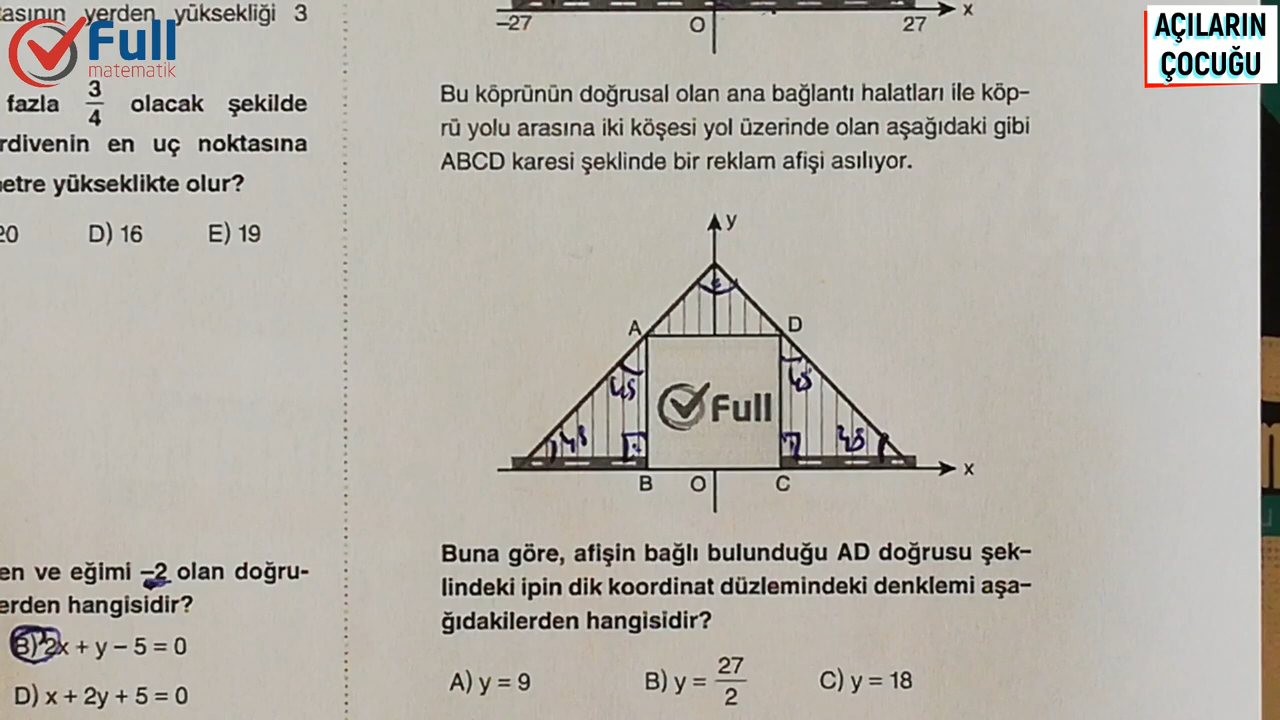 asının yerden yüksekliği 3
Full
matematik
fazla 3/4 olacak şekilde
rdivenin en uç noktasına
etre yükseklikte olur?
20 D) 16 E) 19
en ve eğimi –2 olan doğru-
erden hangisidir?
B) 2x + y – 5 = 0
D) x + 2y + 5 = 0
AÇILARIN
ÇOCUĞU
–27 O 27 x
Bu köprünün doğrusal olan ana bağlantı halatları ile köp-
rü yolu arasına iki köşesi yol üzerinde olan aşağıdaki gibi
ABCD karesi şeklinde bir reklam afişi asılıyor.
y
A D
45 45
Full
45 45
x
B O C
Buna göre, afişin bağlı bulunduğu AD doğrusu şek-
lindeki ipin dik koordinat düzlemindeki denklemi aşa-
ğıdakilerden hangisidir?
A) y = 9 B) y = 27/2 C) y = 18